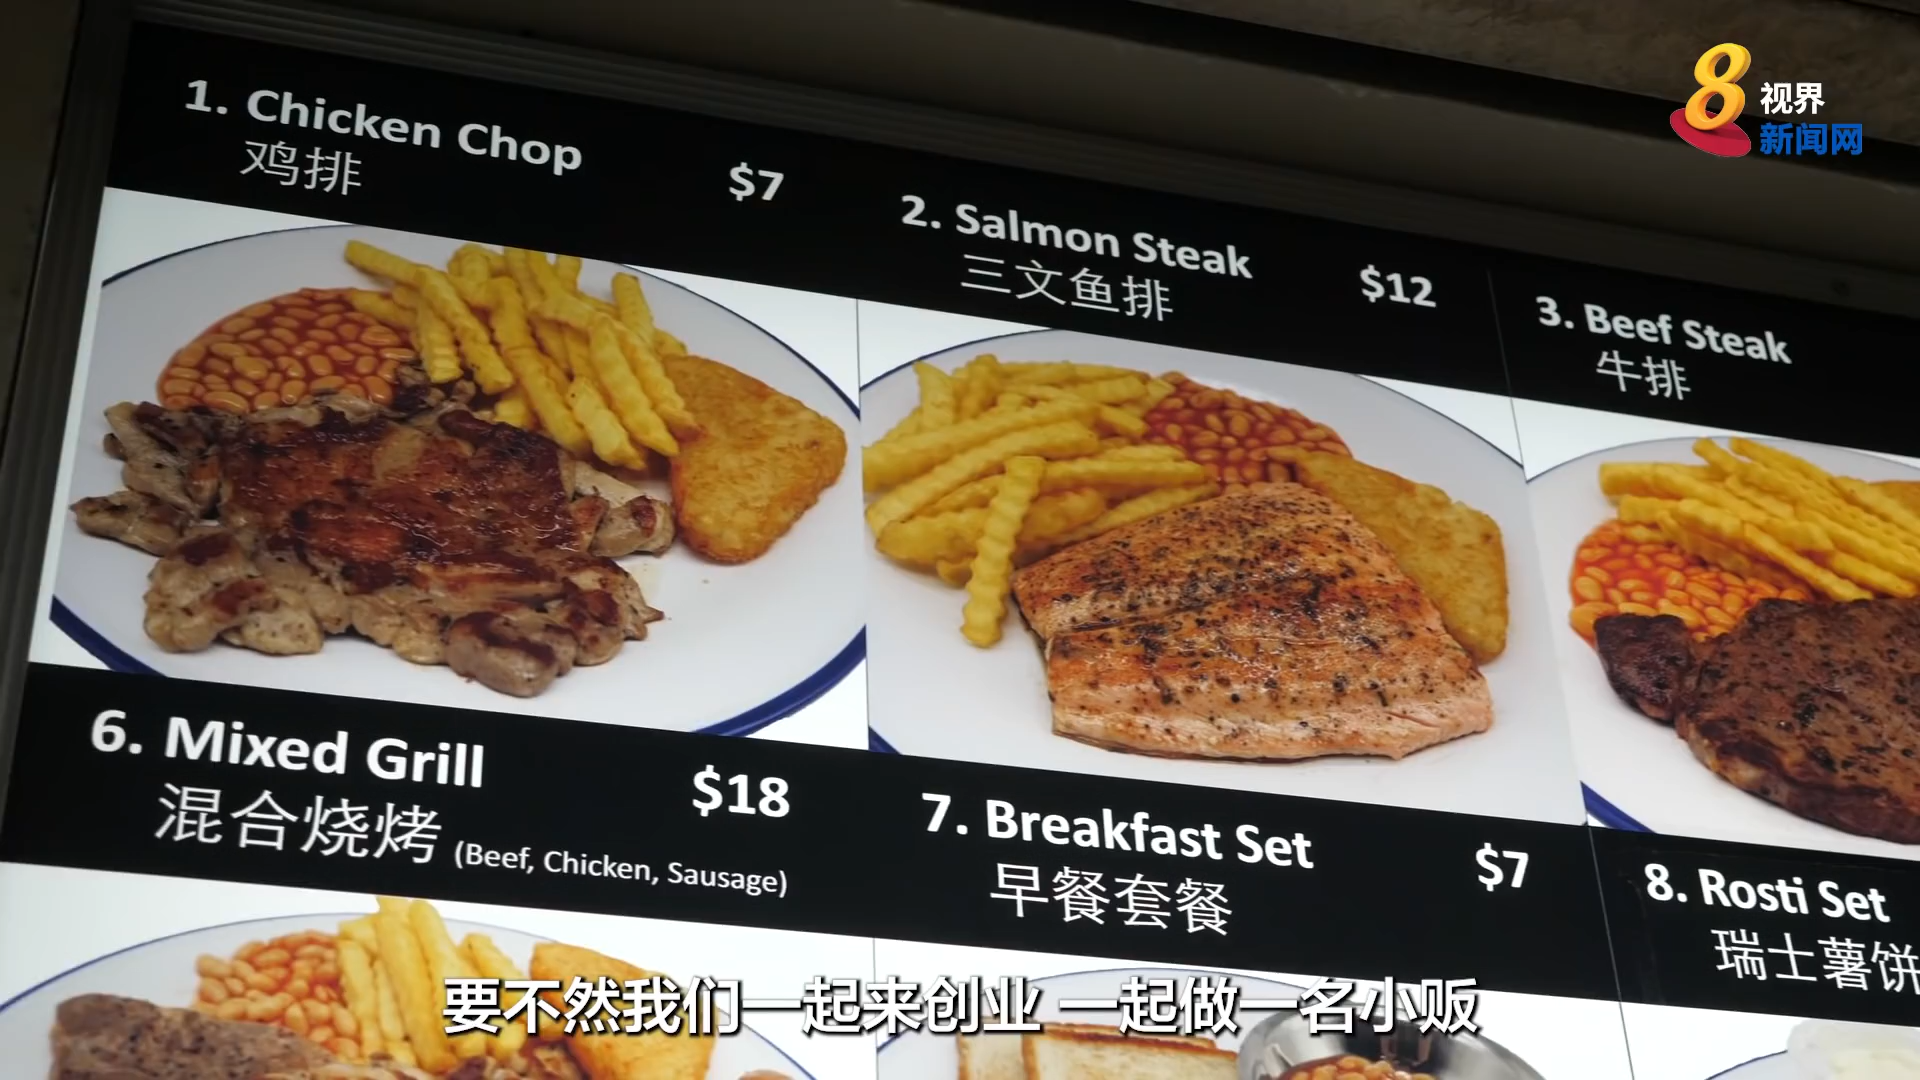 8视界
新闻网
1. Chicken Chop
鸡排
$7
2. Salmon Steak
三文鱼排
$12
3. Beef Steak
牛排
6. Mixed Grill
混合烧烤 (Beef, Chicken, Sausage)
$18
7. Breakfast Set
早餐套餐
$7
8. Rosti Set
瑞士薯饼
要不然我们一起来创业 一起做一名小贩